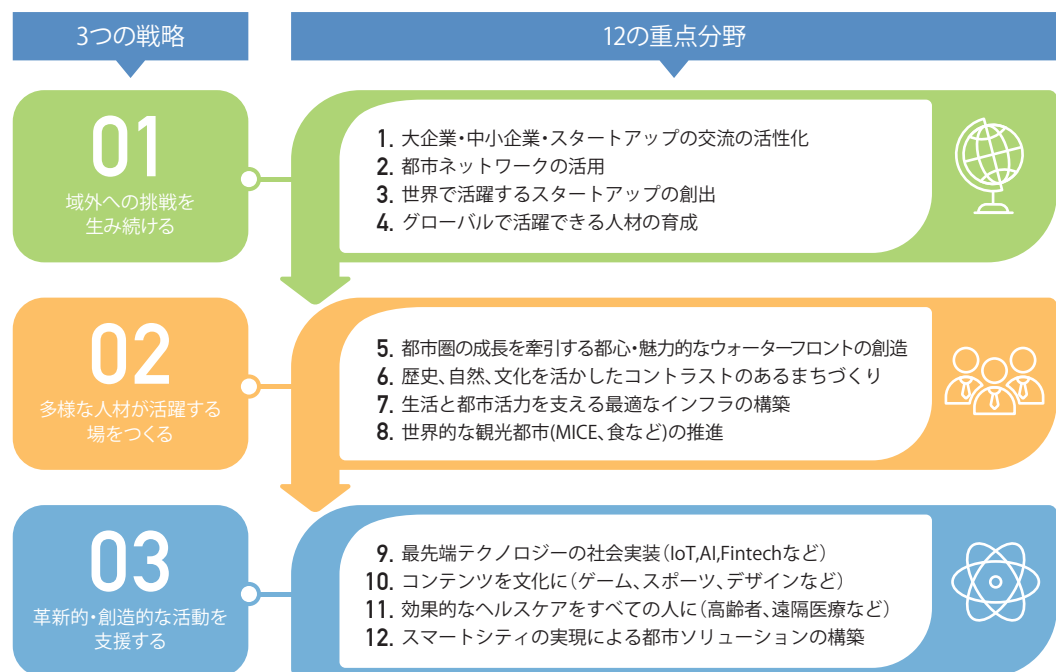 3つの戦略
12の重点分野
01
域外への挑戦を
生み続ける
1. 大企業・中小企業・スタートアップの交流の活性化
2. 都市ネットワークの活用
3. 世界で活躍するスタートアップの創出
4. グローバルで活躍できる人材の育成
02
多様な人材が活躍する
場をつくる
5. 都市圏の成長を牽引する都心・魅力的なウォーターフロントの創造
6. 歴史、自然、文化を活かしたコントラストのあるまちづくり
7. 生活と都市活力を支える最適なインフラの構築
8. 世界的な観光都市(MICE、食など)の推進
03
革新的・創造的な活動を
支援する
9. 最先端テクノロジーの社会実装(IoT,AI,Fintechなど)
10. コンテンツを文化に(ゲーム、スポーツ、デザインなど)
11. 効果的なヘルスケアをすべての人に(高齢者、遠隔医療など)
12. スマートシティの実現による都市ソリューションの構築